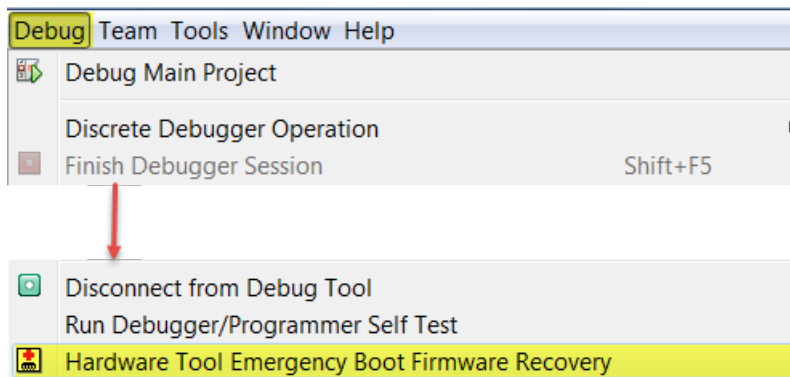 Debug Team Tools Window Help
Debug Main Project
Discrete Debugger Operation
Finish Debugger Session Shift+F5
Disconnect from Debug Tool
Run Debugger/Programmer Self Test
Hardware Tool Emergency Boot Firmware Recovery